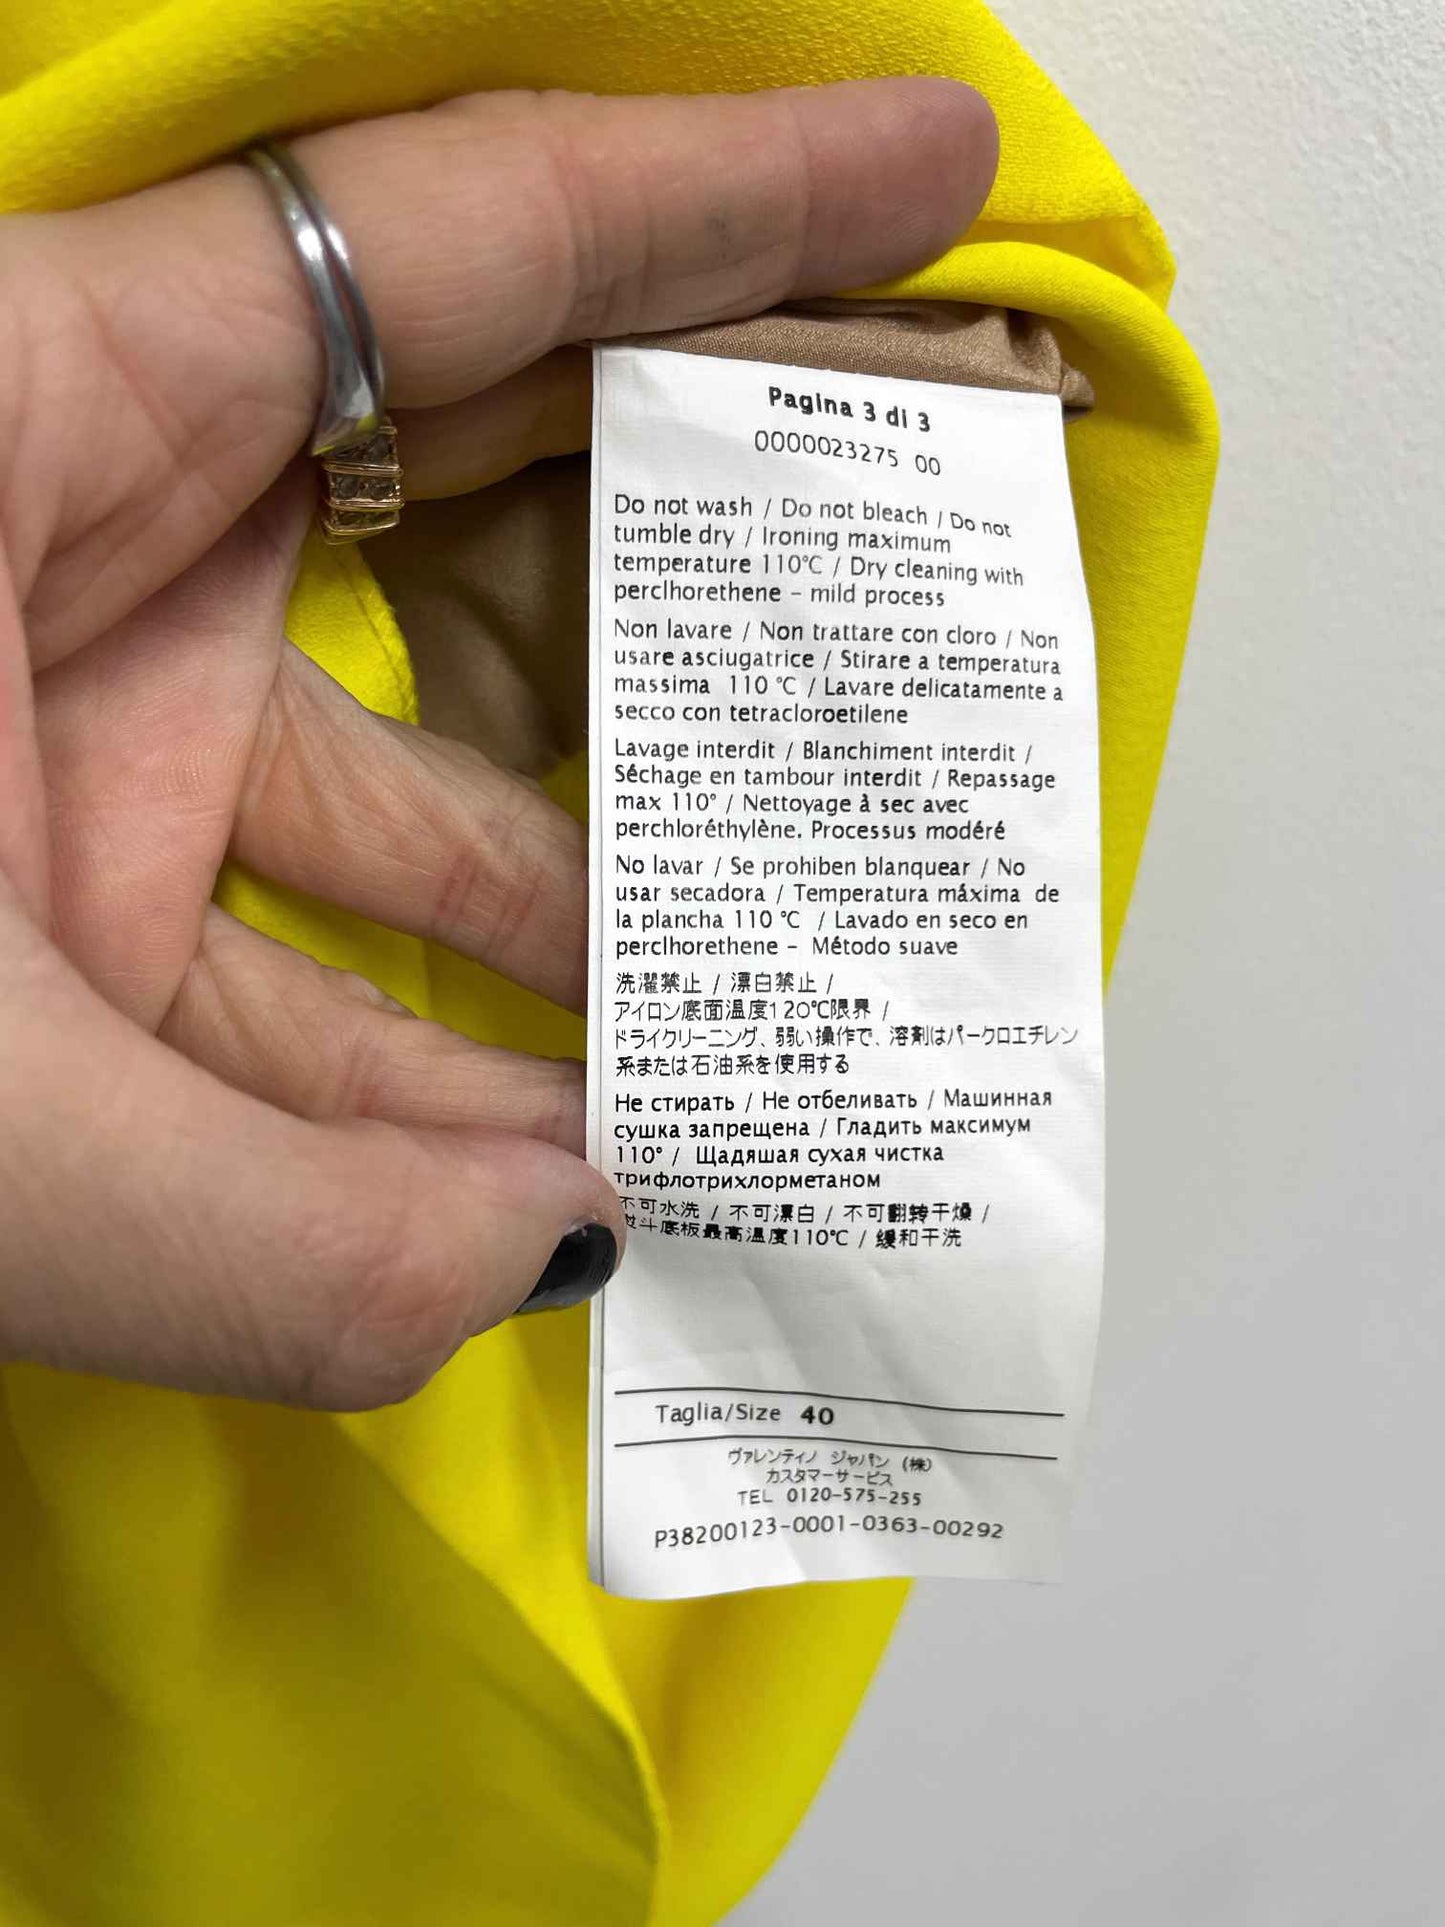 Pagina 3 di 3
0000023275 00
Do not wash / Do not bleach / Do not
tumble dry / Ironing maximum
temperature 110°C / Dry cleaning with
perclhorethene - mild process
Non lavare / Non trattare con cloro / Non
usare asciugatrice / Stirare a temperatura
massima 110 °C / Lavare delicatamente a
secco con tetracloroetilene
Lavage interdit / Blanchiment interdit /
Séchage en tambour interdit / Repassage
max 110° / Nettoyage à sec avec
perchloréthylène. Processus modéré
No lavar / Se prohiben blanquear / No
usar secadora / Temperatura máxima de
la plancha 110 °C / Lavado en seco en
perclhorethene - Método suave
洗濯禁止 / 漂白禁止 /
アイロン底面温度120℃限界 /
ドライクリーニング、弱い操作で、溶剤はパークロエチレン
系または石油系を使用する
Не стирать / Не отбеливать / Машинная
сушка запрещена / Гладить максимум
110° / Щадяшая сухая чистка
трифлотрихлорметаном
不可水洗 / 不可漂白 / 不可翻转干燥 /
熨斗底板最高温度110℃ / 缓和干洗
Taglia/Size 40
ヴァレンティノ ジャパン (株)
カスタマーサービス
TEL 0120-575-255
P38200123-0001-0363-00292